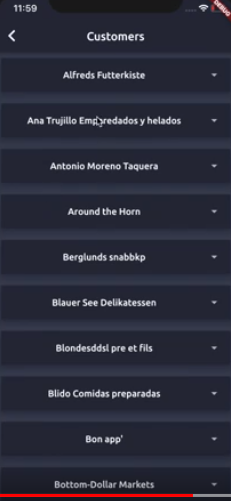 11:59
DEBUG
Customers
Alfreds Futterkiste
Ana Trujillo Emparedados y helados
Antonio Moreno Taquera
Around the Horn
Berglunds snabbkp
Blauer See Delikatessen
Blondesddsl pre et fils
Blido Comidas preparadas
Bon app'
Bottom-Dollar Markets